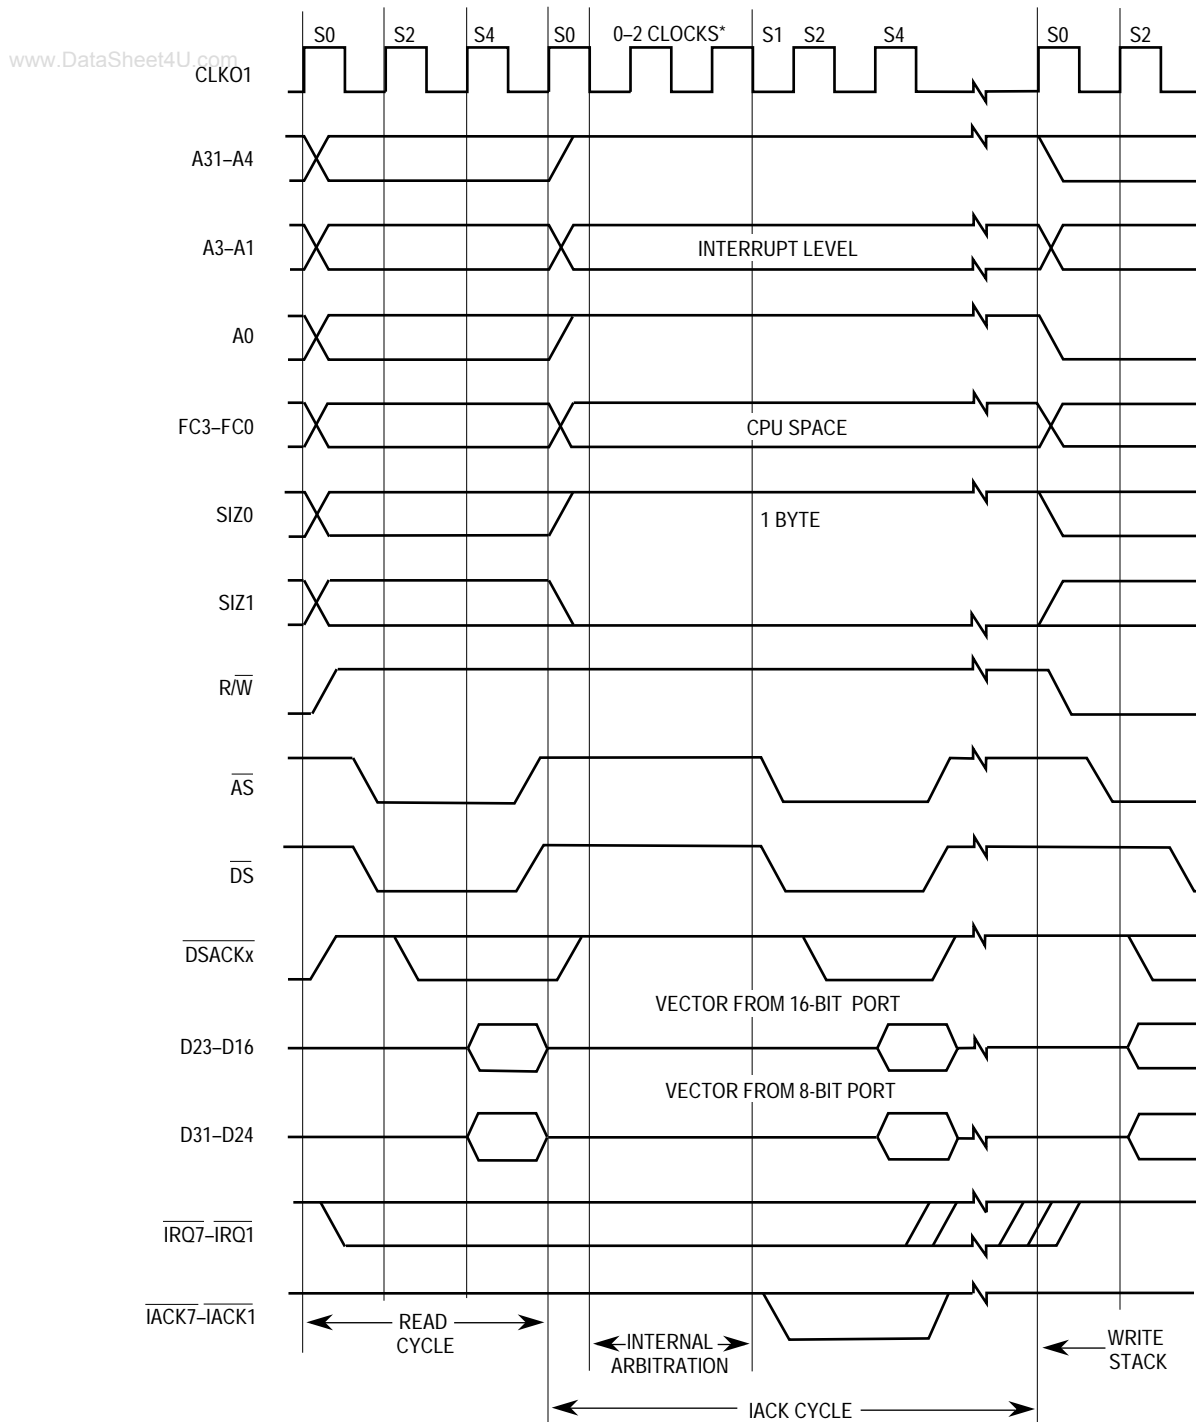 S0 S2 S4 S0 0–2 CLOCKS* S1 S2 S4 S0 S2
www.DataSheet4U.com
CLKO1
A31–A4
A3–A1 INTERRUPT LEVEL
A0
FC3–FC0 CPU SPACE
SIZ0 1 BYTE
SIZ1
R/W
AS
DS
DSACKx
VECTOR FROM 16-BIT PORT
D23–D16
VECTOR FROM 8-BIT PORT
D31–D24
IRQ7–IRQ1
IACK7–IACK1
READ
CYCLE
INTERNAL
ARBITRATION
WRITE
STACK
IACK CYCLE